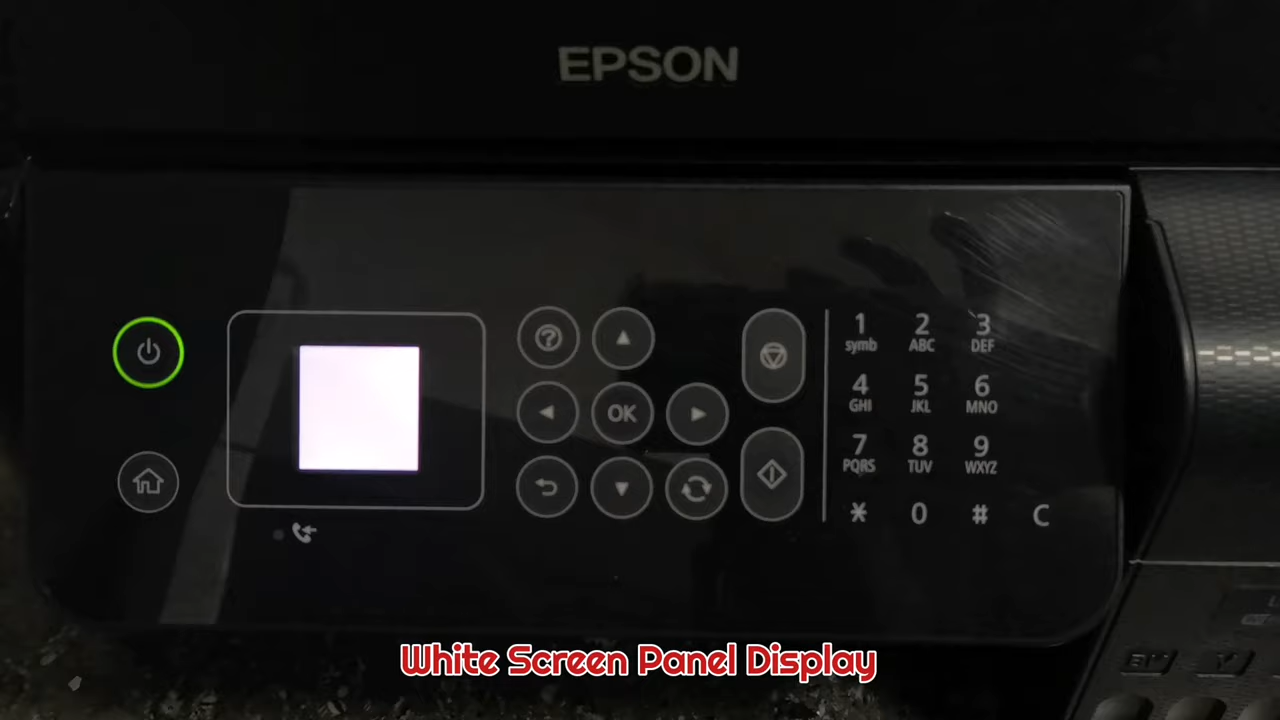 EPSON
1 2 3
symb ABC DEF
4 5 6
GHI JKL MNO
OK
7 8 9
PQRS TUV WXYZ
* 0 # C
White Screen Panel Display
BK Y